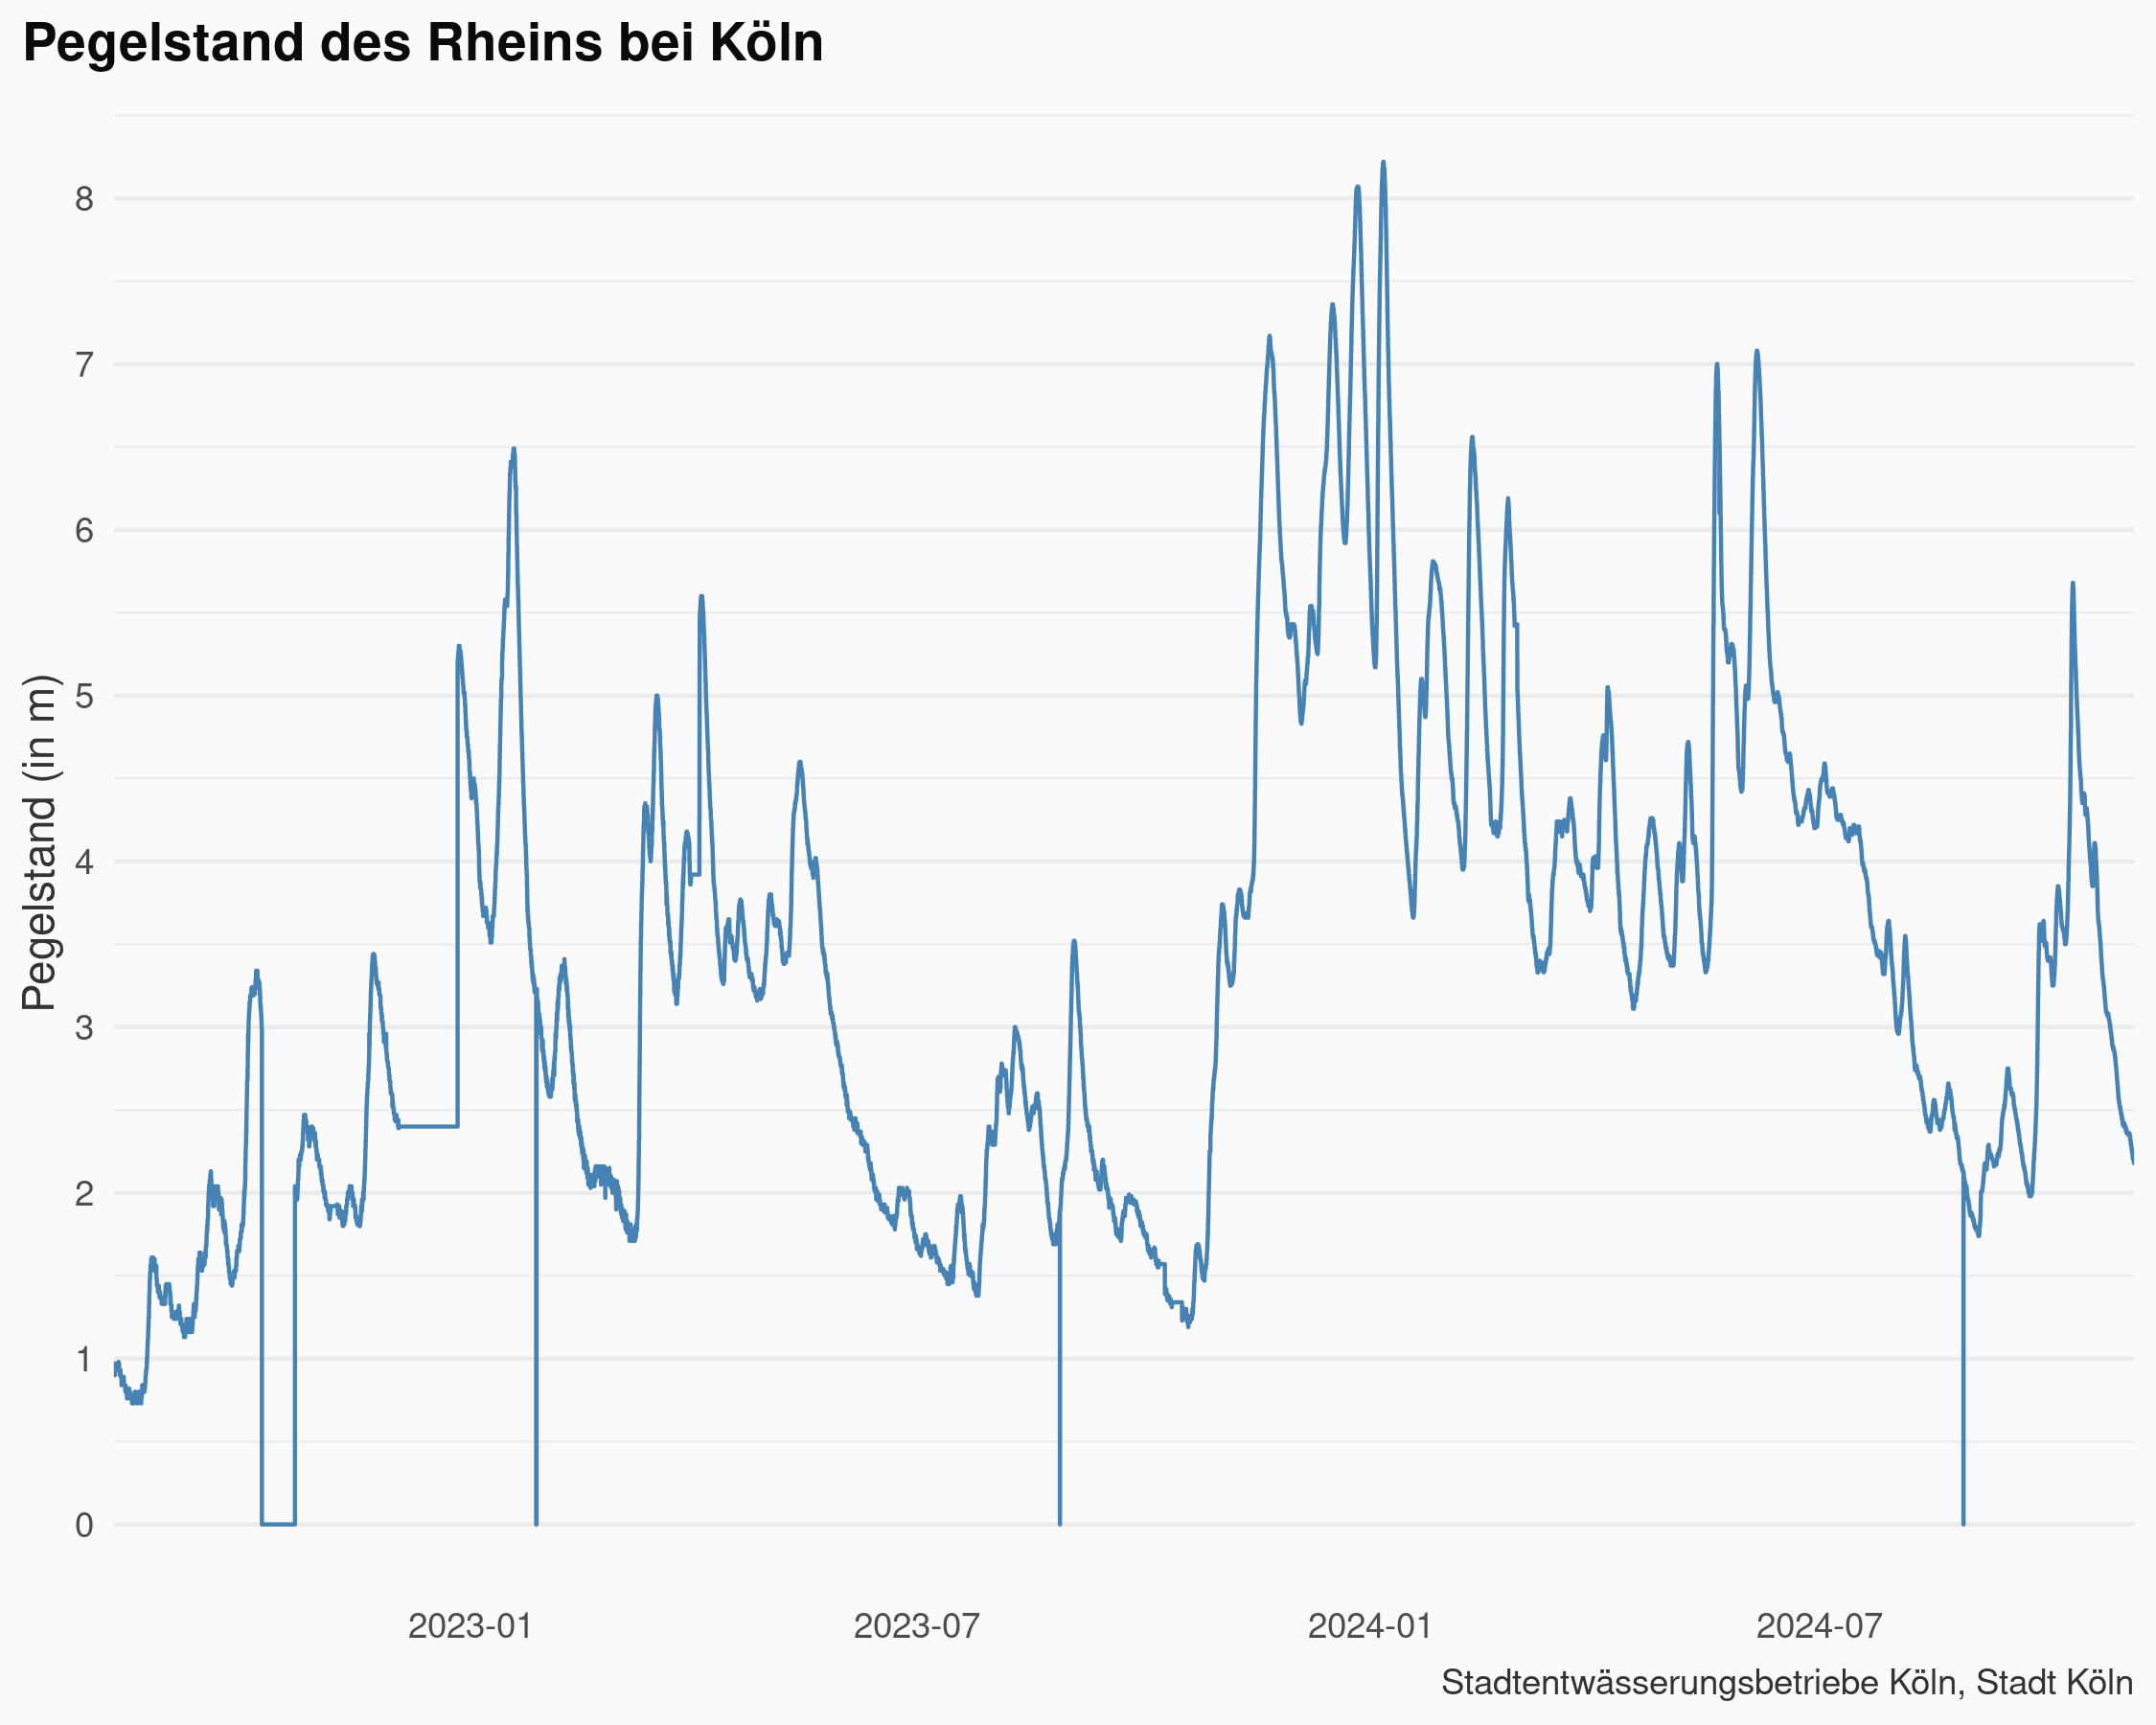 Pegelstand des Rheins bei Köln
Pegelstand (in m)
8
7
6
5
4
3
2
1
0
2023-01 2023-07 2024-01 2024-07
Stadtentwässerungsbetriebe Köln, Stadt Köln